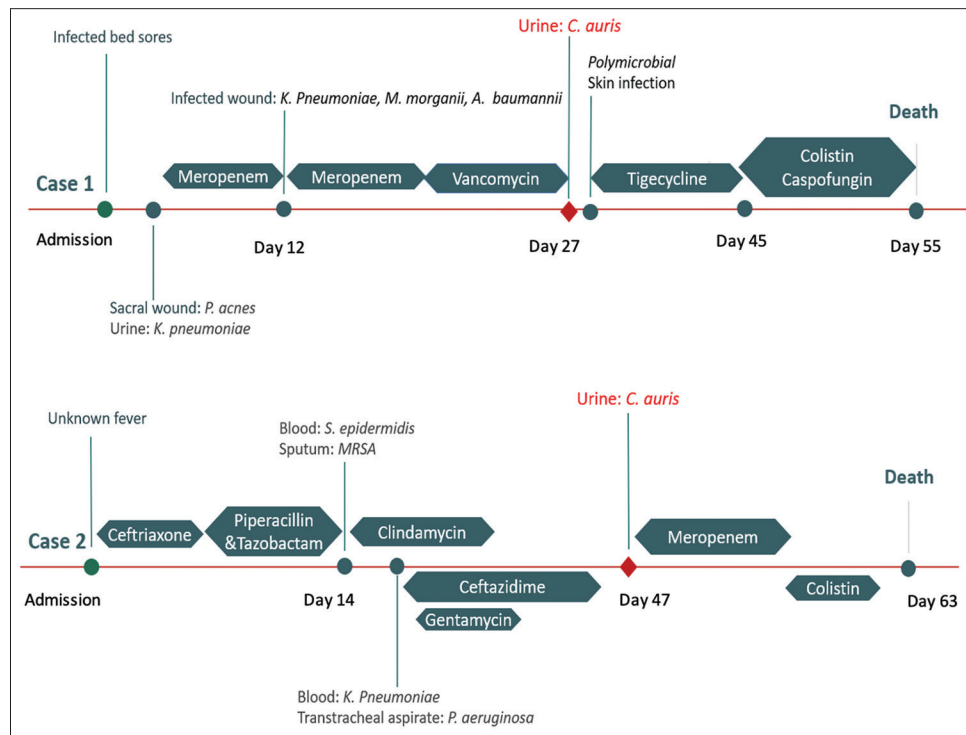 Urine: C. auris
Infected bed sores
Polymicrobial
Skin infection
Infected wound: K. Pneumoniae, M. morganii, A. baumannii
Death
Case 1
Meropenem
Meropenem
Vancomycin
Tigecycline
Colistin
Caspofungin
Admission
Day 12
Day 27
Day 45
Day 55
Sacral wound: P. acnes
Urine: K. pneumoniae
Urine: C. auris
Unknown fever
Blood: S. epidermidis
Sputum: MRSA
Death
Case 2
Ceftriaxone
Piperacillin
&Tazobactam
Clindamycin
Meropenem
Ceftazidime
Gentamycin
Colistin
Admission
Day 14
Day 47
Day 63
Blood: K. Pneumoniae
Transtracheal aspirate: P. aeruginosa